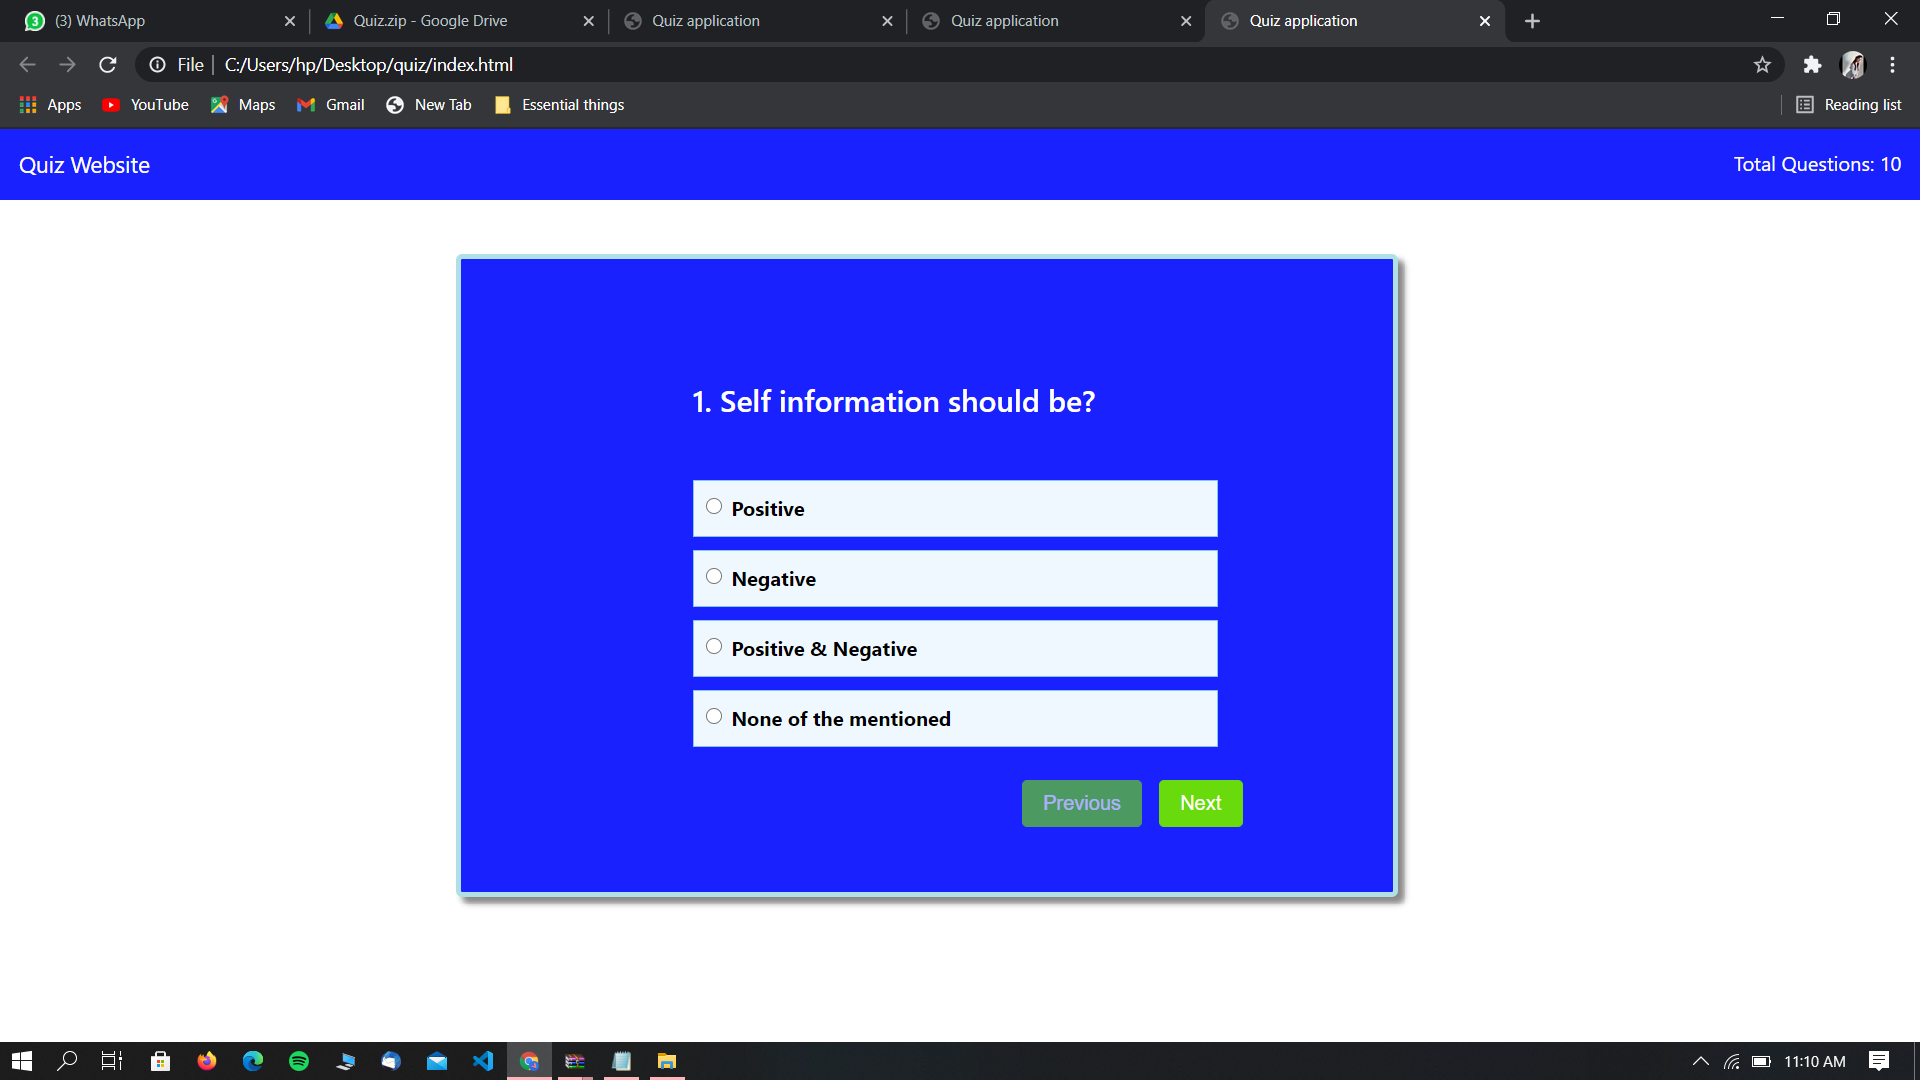 3 (3) WhatsApp
Quiz.zip - Google Drive
Quiz application
Quiz application
Quiz application
File C:/Users/hp/Desktop/quiz/index.html
Apps YouTube Maps Gmail New Tab Essential things Reading list
Quiz Website
Total Questions: 10
1. Self information should be?
Positive
Negative
Positive & Negative
None of the mentioned
Previous Next
11:10 AM